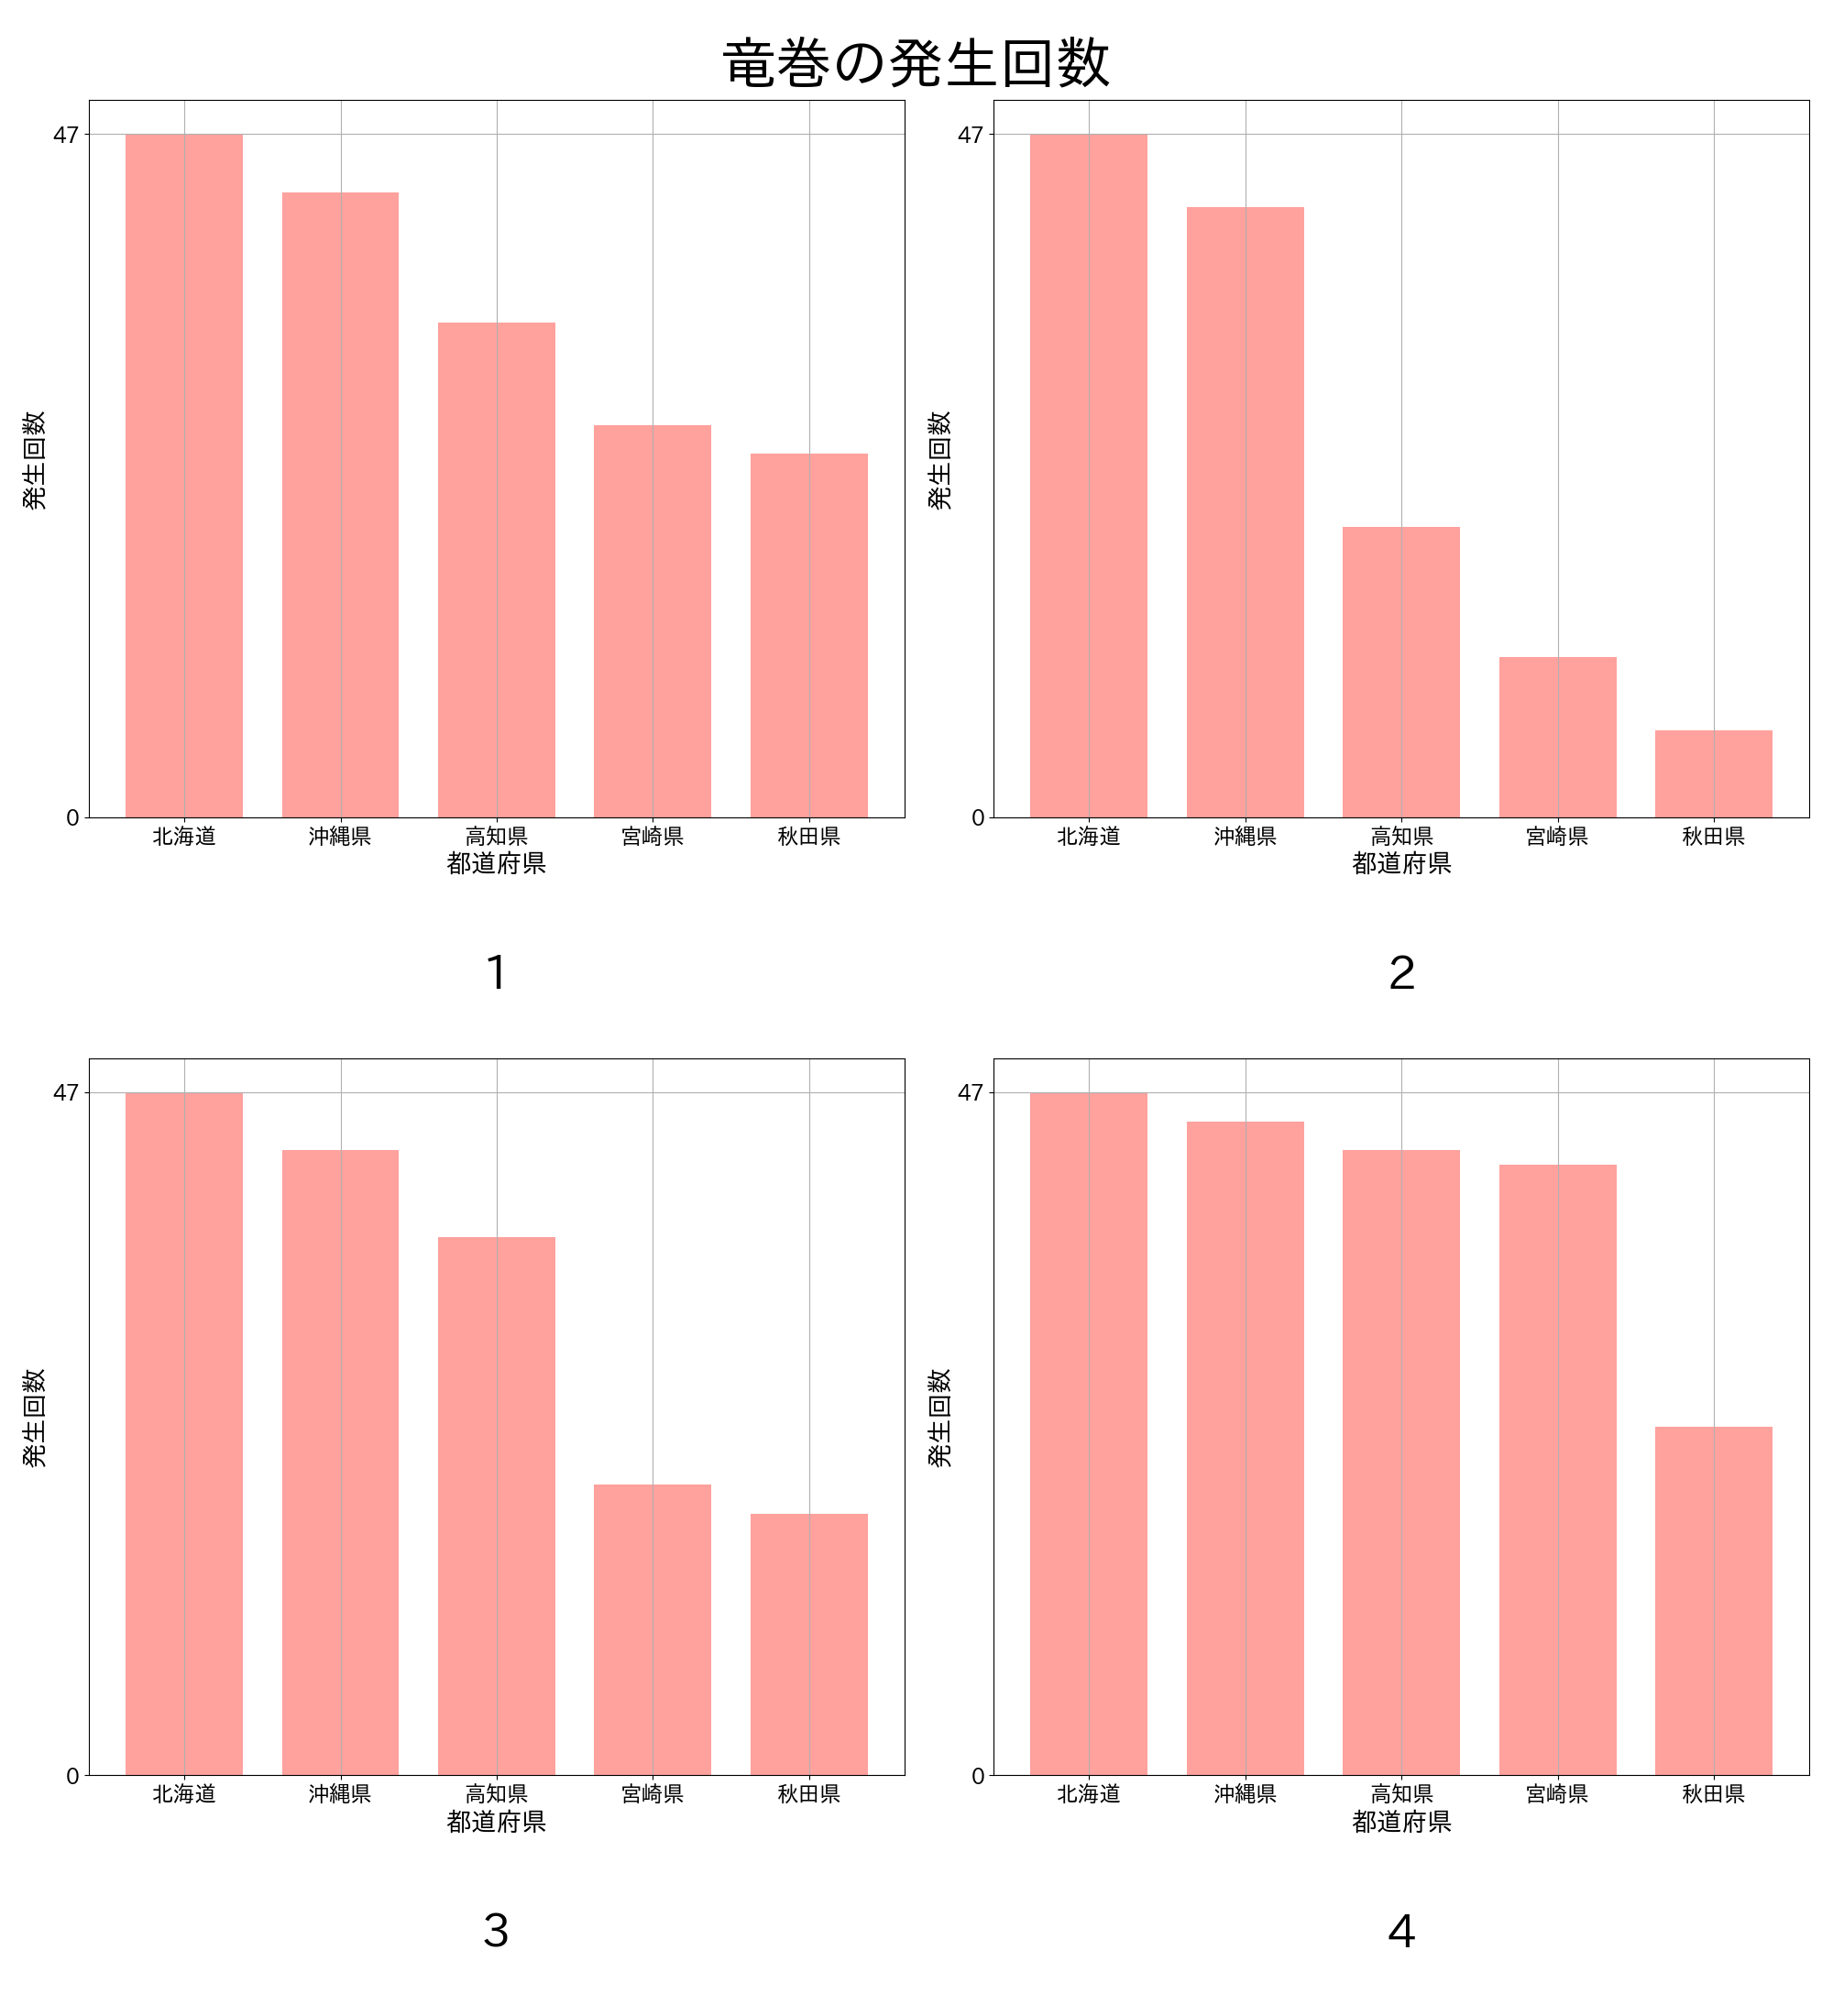 竜巻の発生回数
47
発生回数
0
北海道 沖縄県 高知県 宮崎県 秋田県
都道府県
1
47
発生回数
0
北海道 沖縄県 高知県 宮崎県 秋田県
都道府県
2
47
発生回数
0
北海道 沖縄県 高知県 宮崎県 秋田県
都道府県
3
47
発生回数
0
北海道 沖縄県 高知県 宮崎県 秋田県
都道府県
4